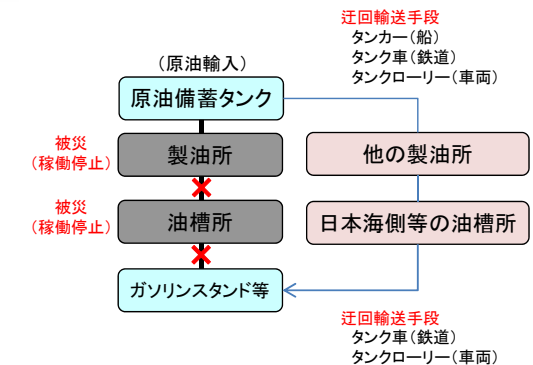 迂回輸送手段
タンカー（船）
タンク車（鉄道）
タンクローリー（車両）
（原油輸入）
原油備蓄タンク
被災
（稼働停止）
製油所
他の製油所
被災
（稼働停止）
油槽所
日本海側等の油槽所
ガソリンスタンド等
迂回輸送手段
タンク車（鉄道）
タンクローリー（車両）